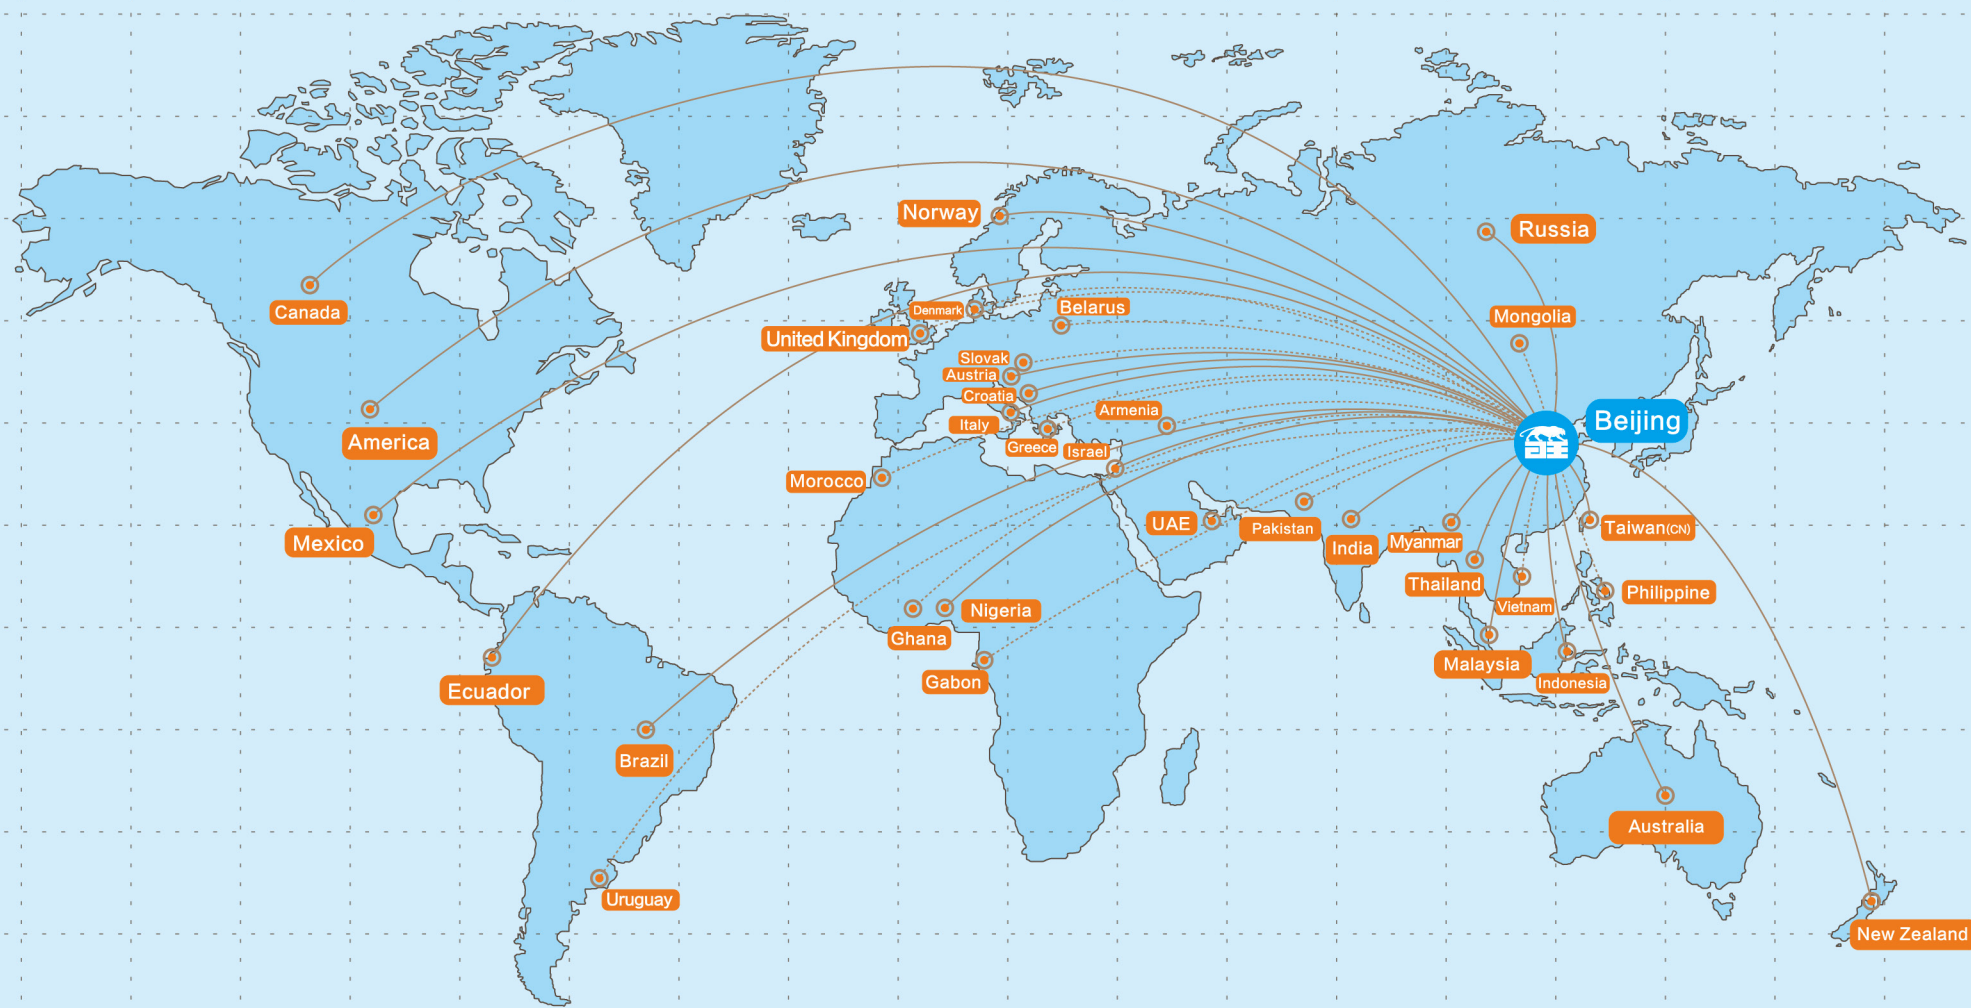 Norway
Russia
Canada
Denmark
Belarus
Mongolia
United Kingdom
Slovak
Austria
Croatia
Armenia
Beijing
Italy
America
Greece
Israel
Morocco
UAE
Pakistan
Taiwan(CN)
Mexico
India
Myanmar
Thailand
Philippine
Vietnam
Nigeria
Ghana
Malaysia
Gabon
Indonesia
Ecuador
Brazil
Australia
Uruguay
New Zealand